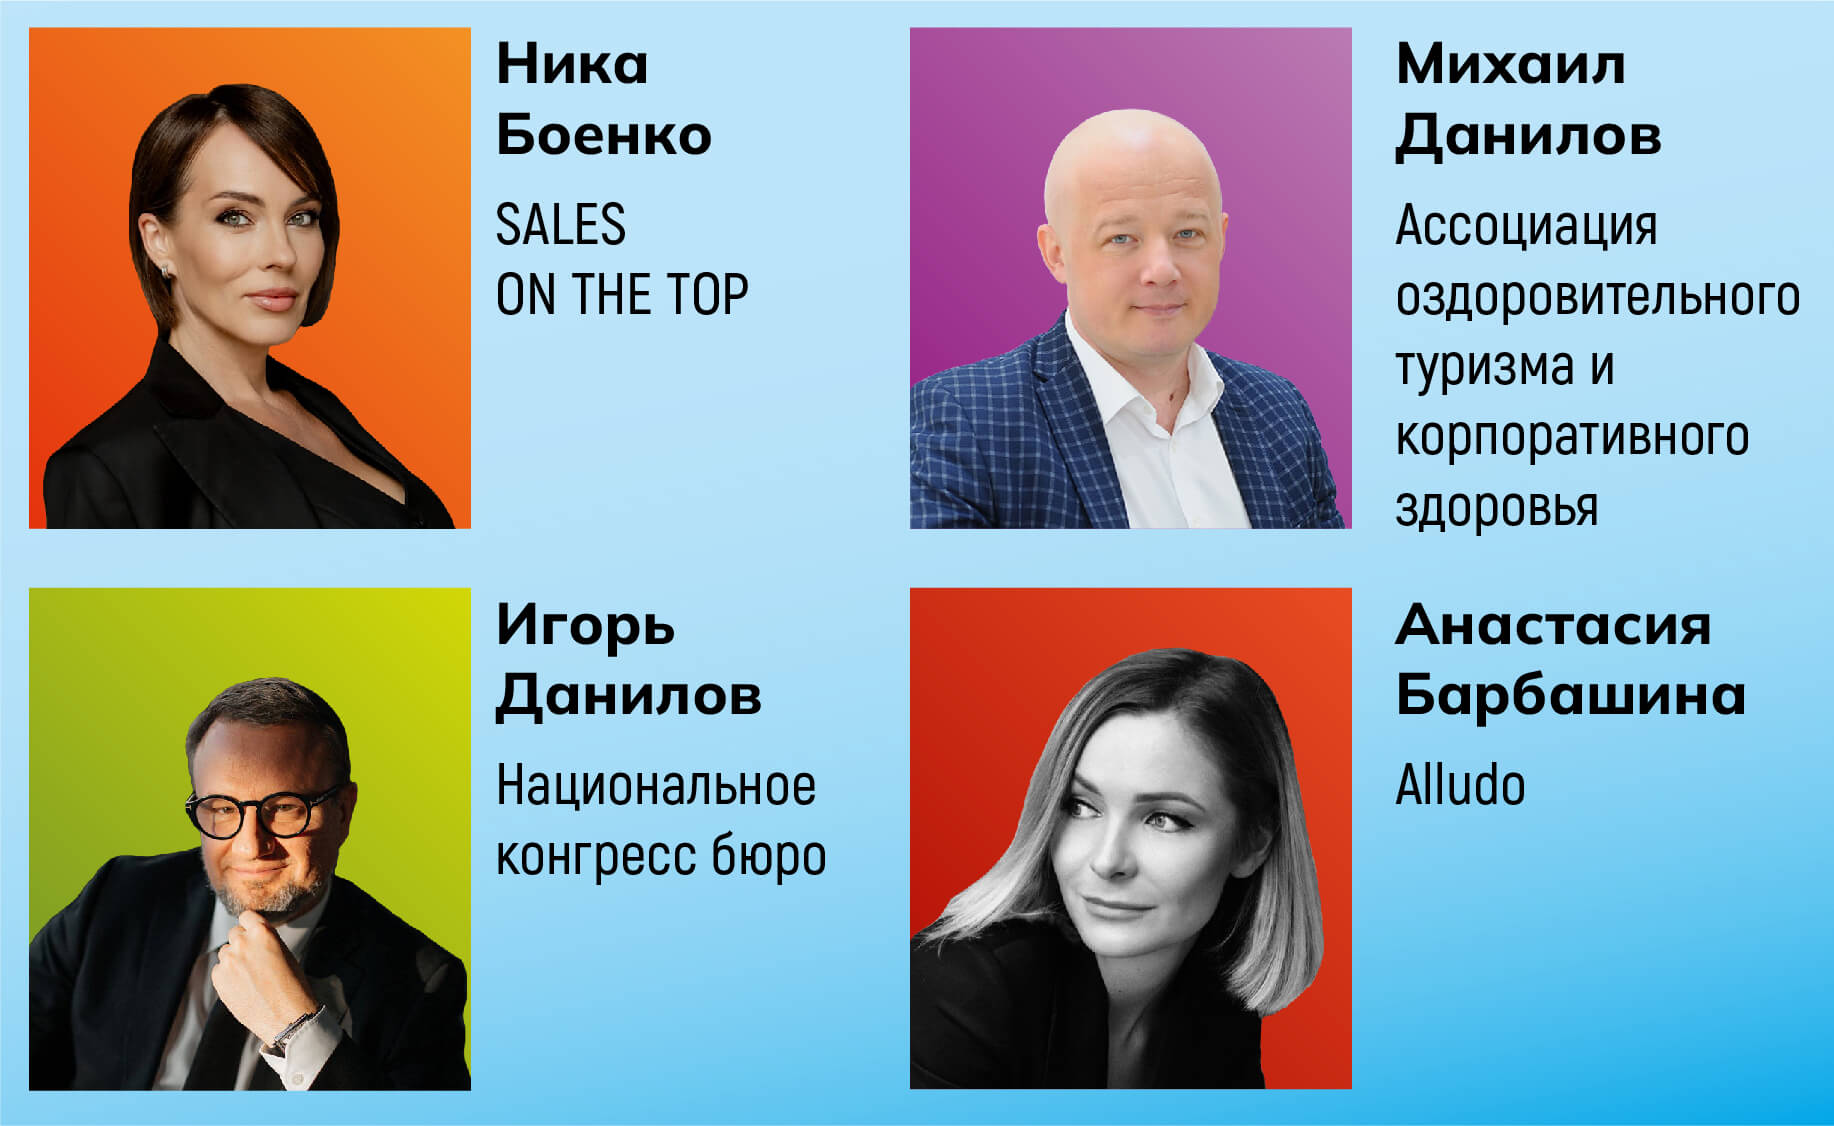 Ника
Боенко
SALES
ON THE TOP
Михаил
Данилов
Ассоциация
оздоровительного
туризма и
корпоративного
здоровья
Игорь
Данилов
Национальное
конгресс бюро
Анастасия
Барбашина
Alludo